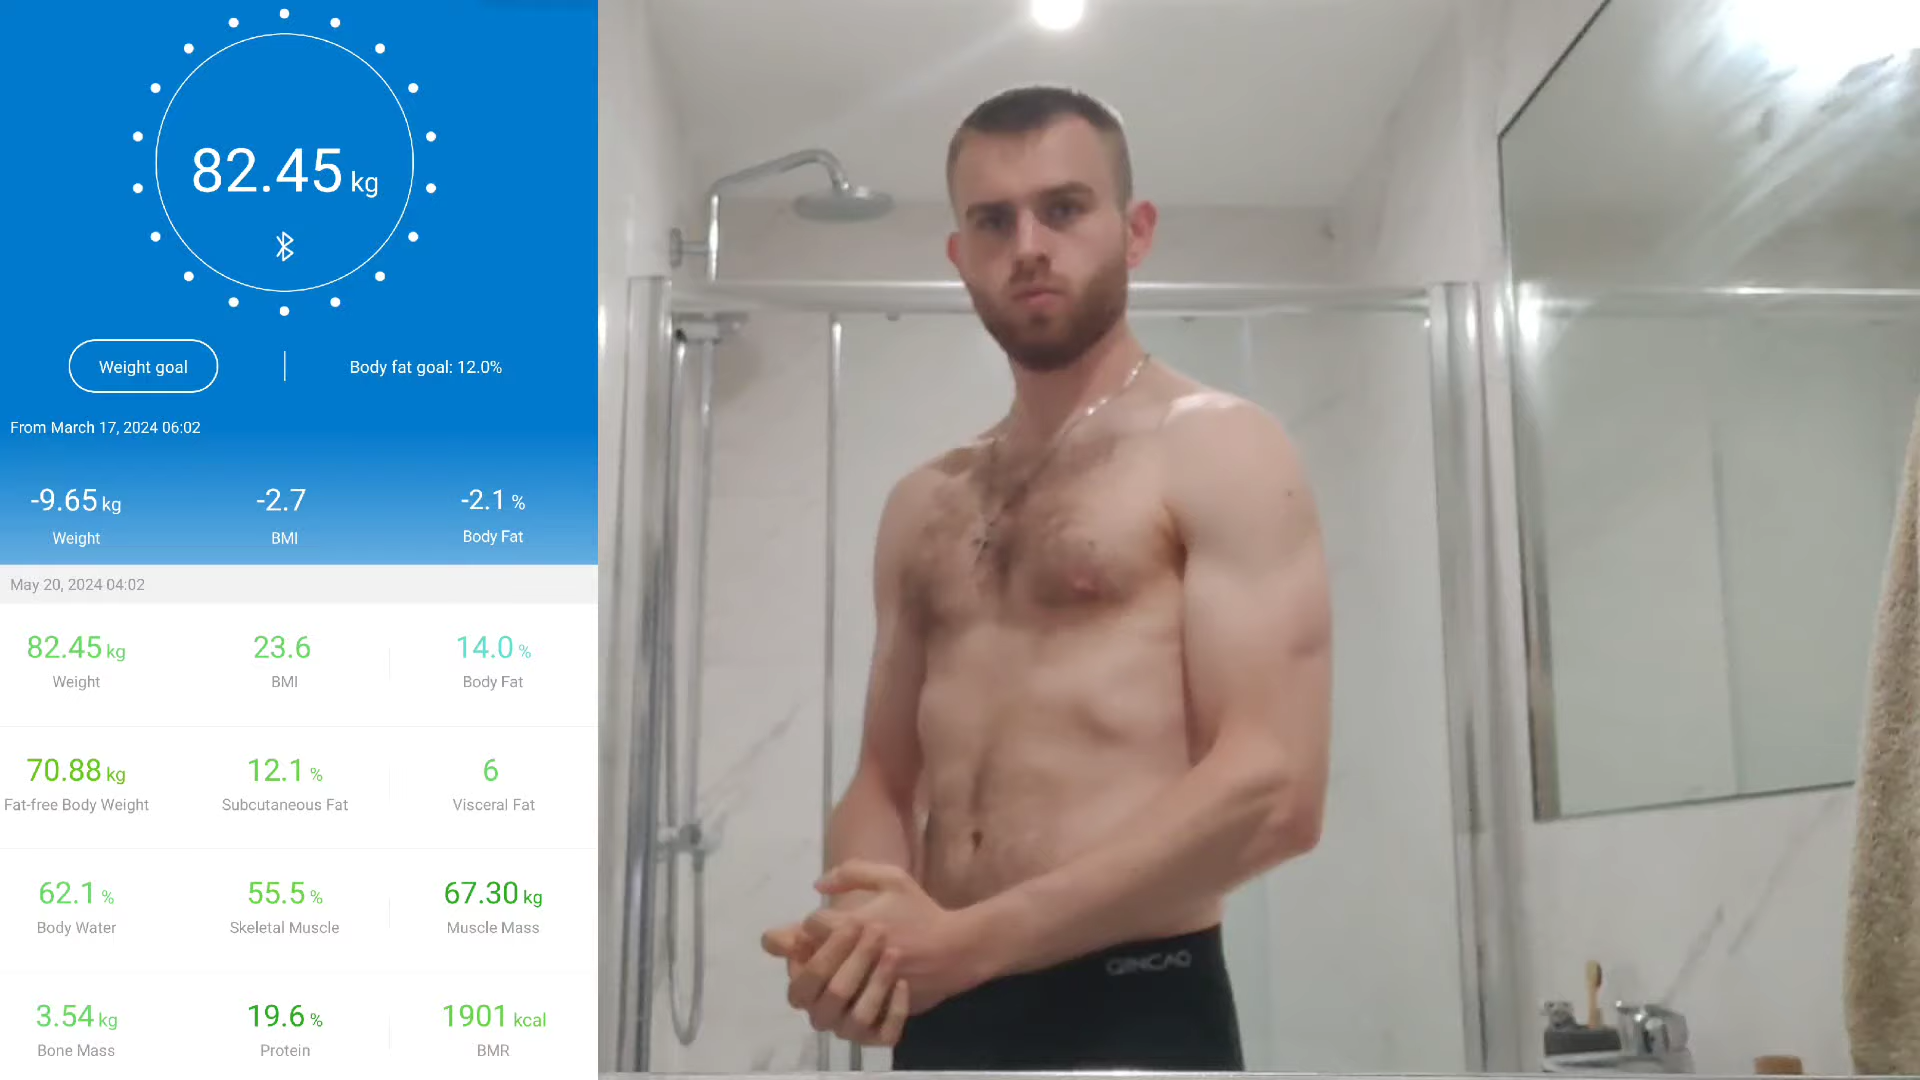 82.45 kg
Weight goal
Body fat goal: 12.0%
From March 17, 2024 06:02
-9.65 kg
-2.7
-2.1 %
Weight
BMI
Body Fat
May 20, 2024 04:02
82.45 kg
23.6
14.0 %
Weight
BMI
Body Fat
70.88 kg
12.1 %
6
Fat-free Body Weight
Subcutaneous Fat
Visceral Fat
62.1 %
55.5 %
67.30 kg
Body Water
Skeletal Muscle
Muscle Mass
3.54 kg
19.6 %
1901 kcal
Bone Mass
Protein
BMR